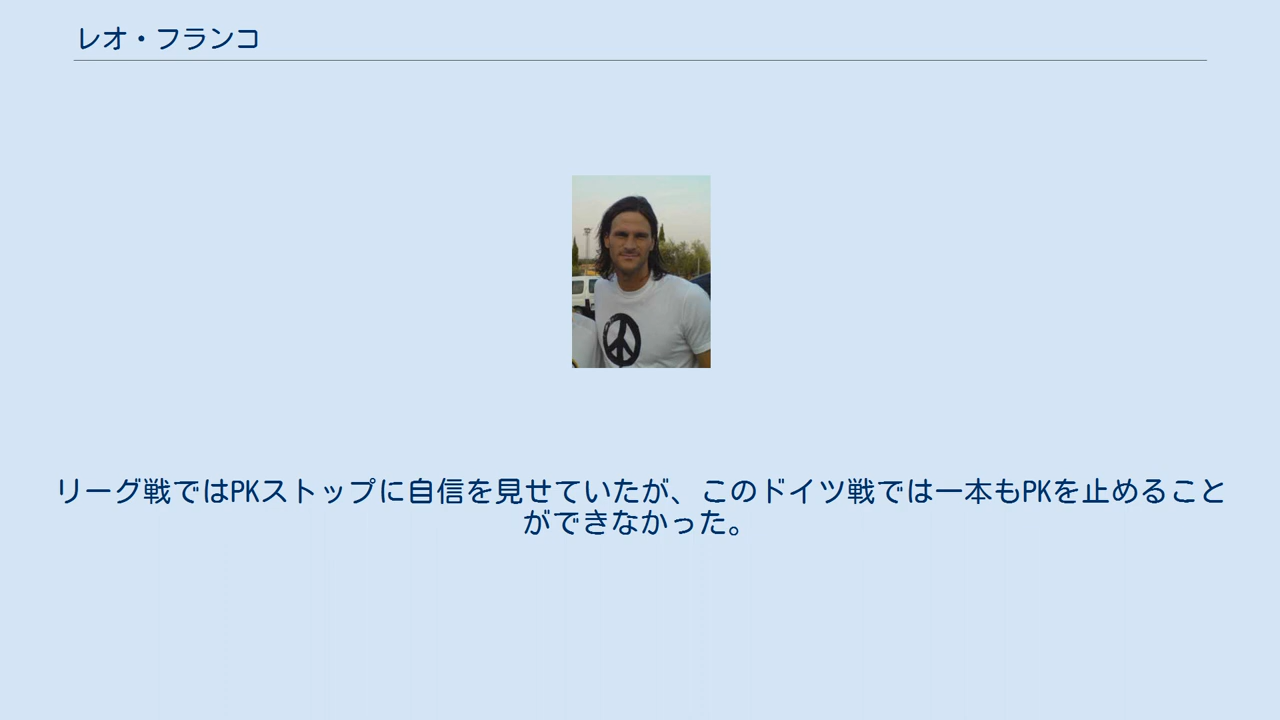 レオ・フランコ
リーグ戦ではPKストップに自信を見せていたが、このドイツ戦では一本もPKを止めること
ができなかった。